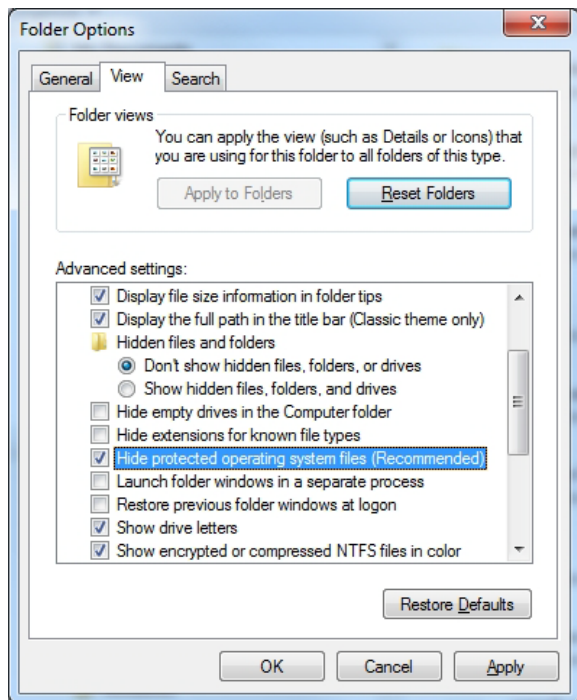 Folder Options
General View Search
Folder views
You can apply the view (such as Details or Icons) that
you are using for this folder to all folders of this type.
Apply to Folders Reset Folders
Advanced settings:
Display file size information in folder tips
Display the full path in the title bar (Classic theme only)
Hidden files and folders
Don't show hidden files, folders, or drives
Show hidden files, folders, and drives
Hide empty drives in the Computer folder
Hide extensions for known file types
Hide protected operating system files (Recommended)
Launch folder windows in a separate process
Restore previous folder windows at logon
Show drive letters
Show encrypted or compressed NTFS files in color
Restore Defaults
OK Cancel Apply